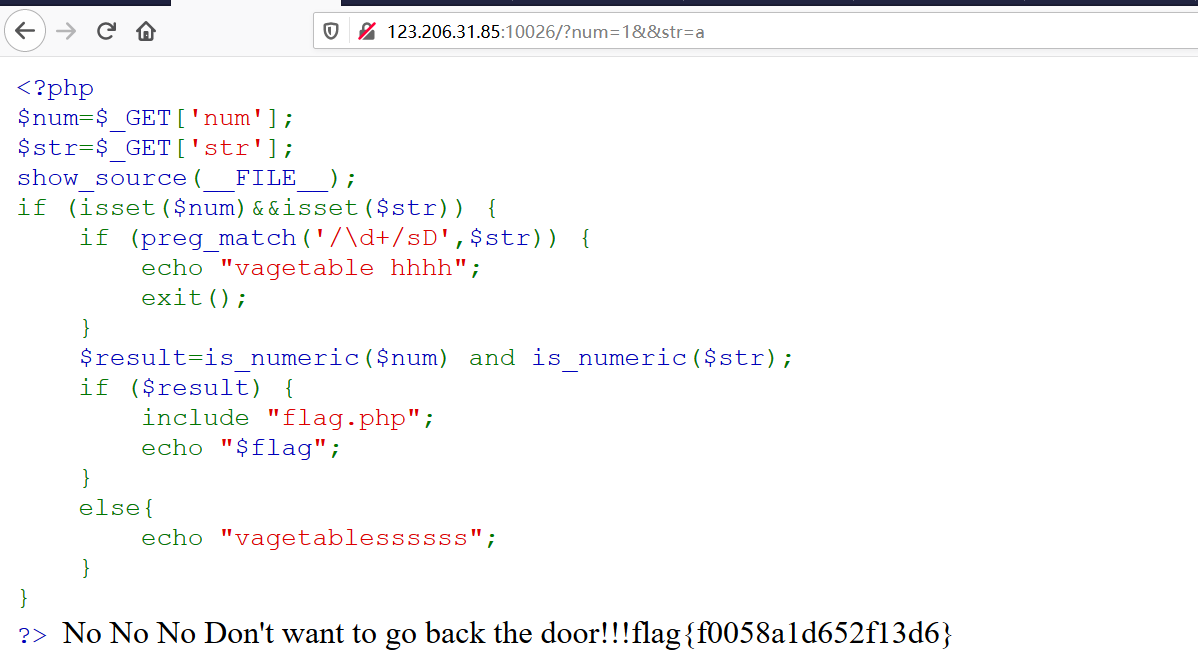 123.206.31.85:10026/?num=1&&str=a
<?php
$num=$_GET['num'];
$str=$_GET['str'];
show_source(__FILE__);
if (isset($num)&&isset($str)) {
    if (preg_match('/\d+/sD',$str)) {
        echo "vagetable hhhh";
        exit();
    }
    $result=is_numeric($num) and is_numeric($str);
    if ($result) {
        include "flag.php";
        echo "$flag";
    }
    else{
        echo "vagetablessssss";
    }
}
?> No No No Don't want to go back the door!!!flag{f0058a1d652f13d6}